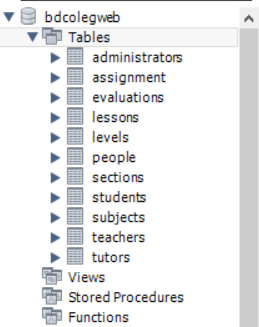 bdcolegweb
Tables
administrators
assignment
evaluations
lessons
levels
people
sections
students
subjects
teachers
tutors
Views
Stored Procedures
Functions